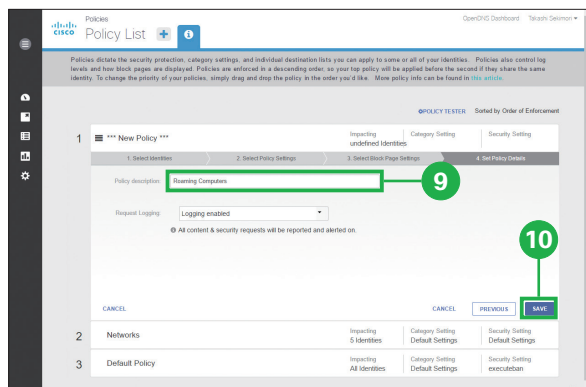 Policies
OpenDNS Dashboard Takashi Sekimon
CISCO
Policy List
Policies dictate the security protection, category settings, and individual destination lists you can apply to some or all of your identities. Policies also control log
levels and how block pages are displayed. Policies are enforced in a descending order, so your top policy will be applied before the second if they share the same
identity. To change the priority of your policies, simply drag and drop the policy in the order you'd like. More policy info can be found in this article.
POLICY TESTER Sorted by Order of Enforcement
1 *** New Policy *** Impacting Category Setting Security Setting
undefined Identities
1. Select Identities 2. Select Policy Settings 3. Select Block Page Settings 4. Set Policy Details
Policy description: Roaming Computers 9
Request Logging: Logging enabled
All content & security requests will be reported and alerted on.
10
CANCEL CANCEL PREVIOUS SAVE
2 Networks Impacting Category Setting Security Setting
5 Identities Default Settings Default Settings
3 Default Policy Impacting Category Setting Security Setting
All Identities Default Settings executeban